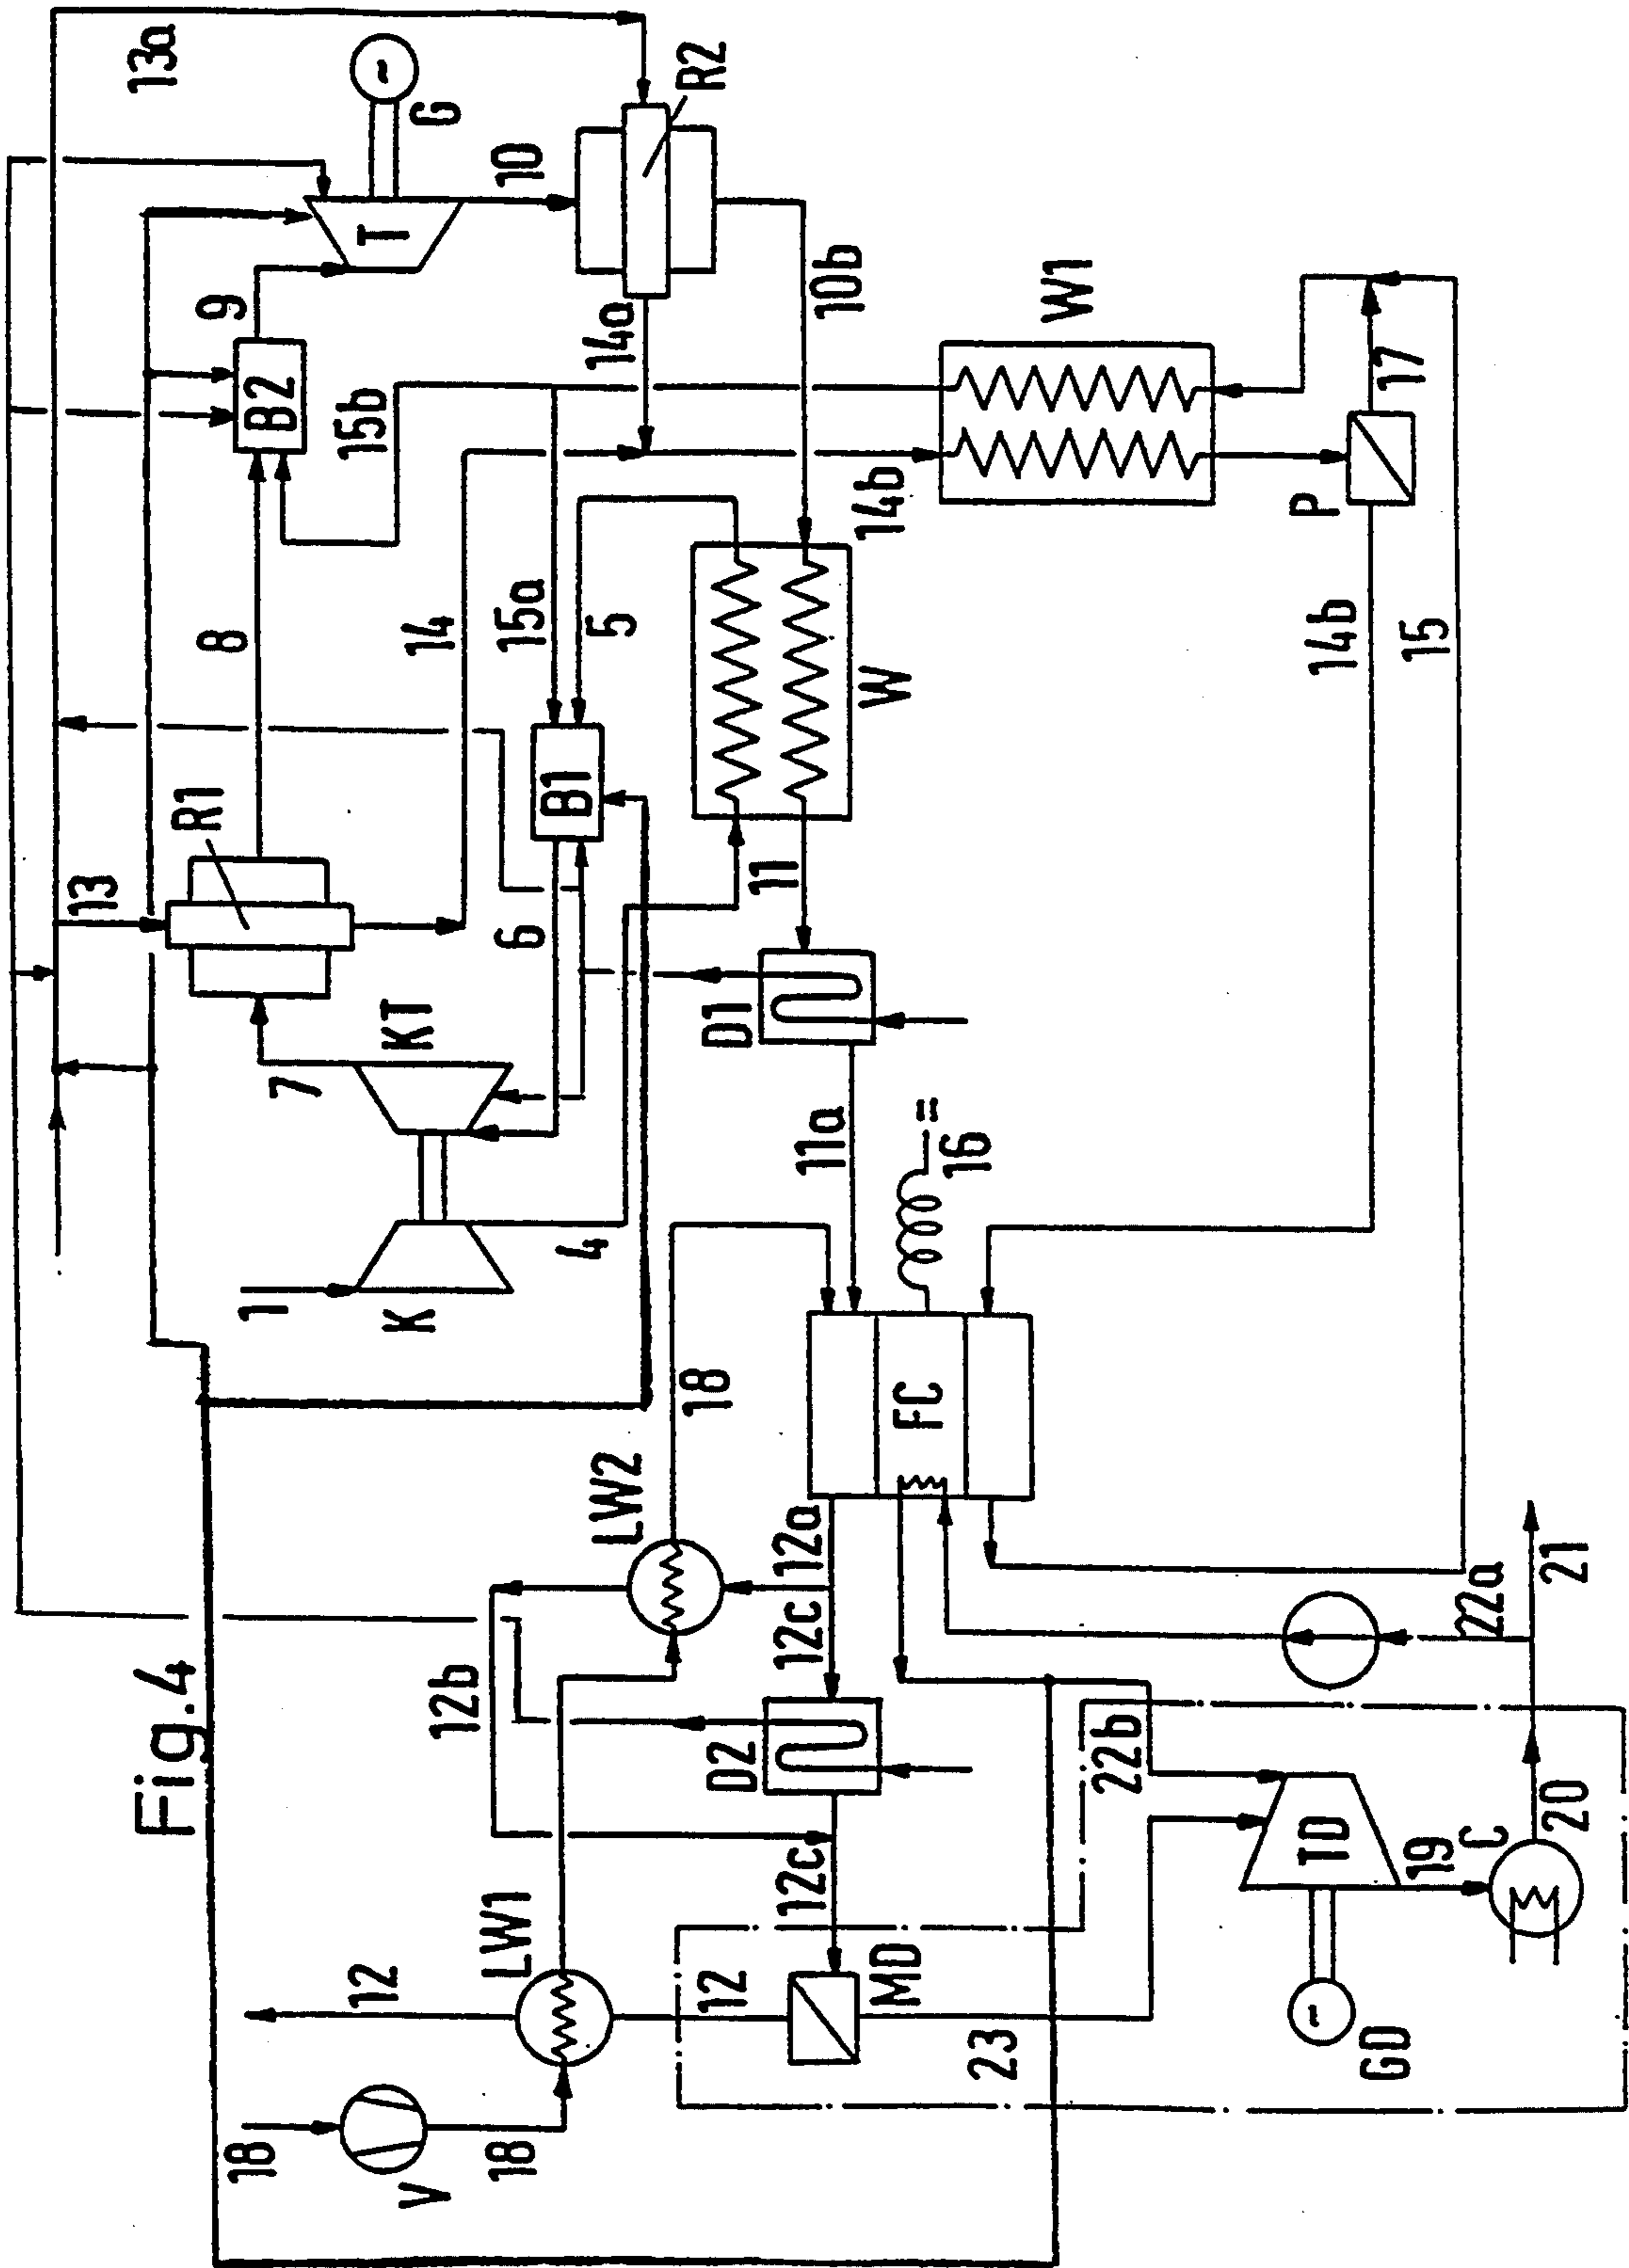 Fig.4
18
V
18
12
LW1
12
MD
23
12b
12c
D2
12c
12a
LW2
18
FC
16
=
1
K
4
KT
7
R1
13
6
B1
5
15a
14
8
11
D1
11a
W
14b
15b
B2
9
T
G
~
13a
10
R2
14a
10b
W1
P
17
14b
15
22b
22a
21
20
19
C
TD
GD
~